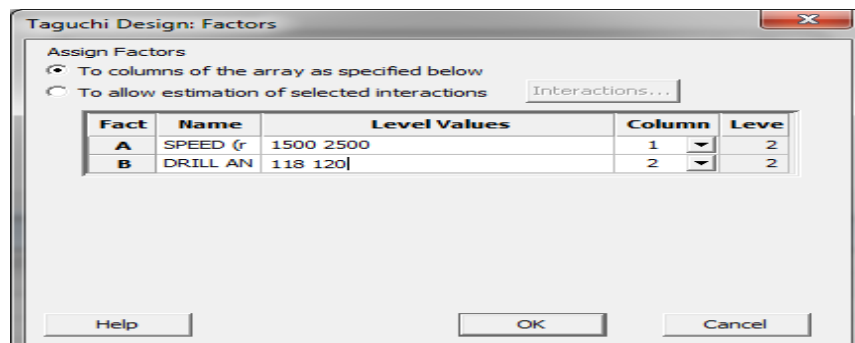 Taguchi Design: Factors
Assign Factors
To columns of the array as specified below
To allow estimation of selected interactions Interactions...
Fact Name Level Values Column Leve
A SPEED (r 1500 2500 1 2
B DRILL AN 118 120 2 2
Help OK Cancel